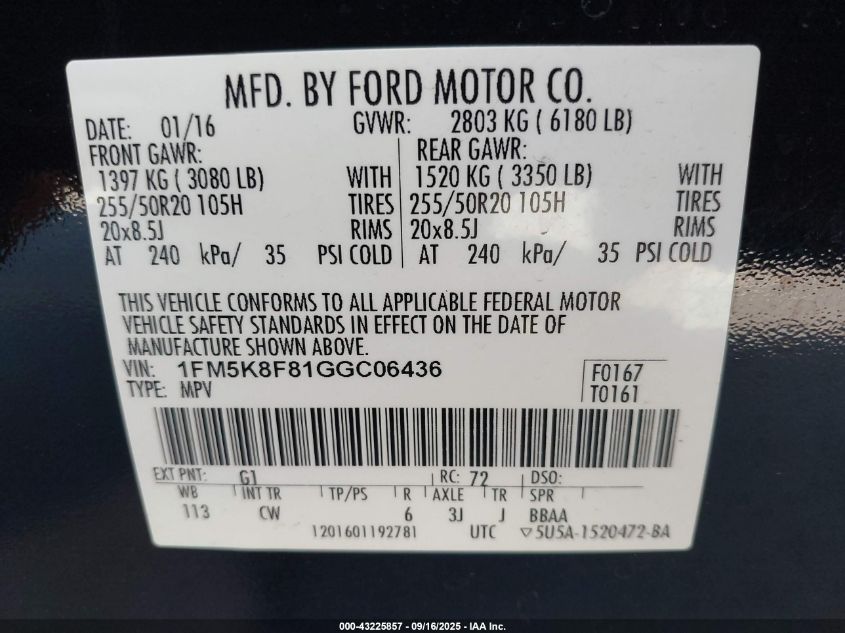 MFD. BY FORD MOTOR CO.
DATE: 01/16 GVWR: 2803 KG ( 6180 LB)
FRONT GAWR: REAR GAWR:
1397 KG ( 3080 LB) WITH 1520 KG ( 3350 LB) WITH
255/50R20 105H TIRES 255/50R20 105H TIRES
20x8.5J RIMS 20x8.5J RIMS
AT 240 kPa/ 35 PSI COLD AT 240 kPa/ 35 PSI COLD
THIS VEHICLE CONFORMS TO ALL APPLICABLE FEDERAL MOTOR
VEHICLE SAFETY STANDARDS IN EFFECT ON THE DATE OF
MANUFACTURE SHOWN ABOVE.
VIN: 1FM5K8F81GGC06436 F0167
TYPE: MPV T0161
EXT PNT: G1 RC: 72 DSO:
WB INT TR TP/PS R AXLE TR SPR
113 CW 6 3J J BBAA
1201601192781 UTC ▽5U5A-1520472-BA
000-43225857 - 09/16/2025 - IAA Inc.